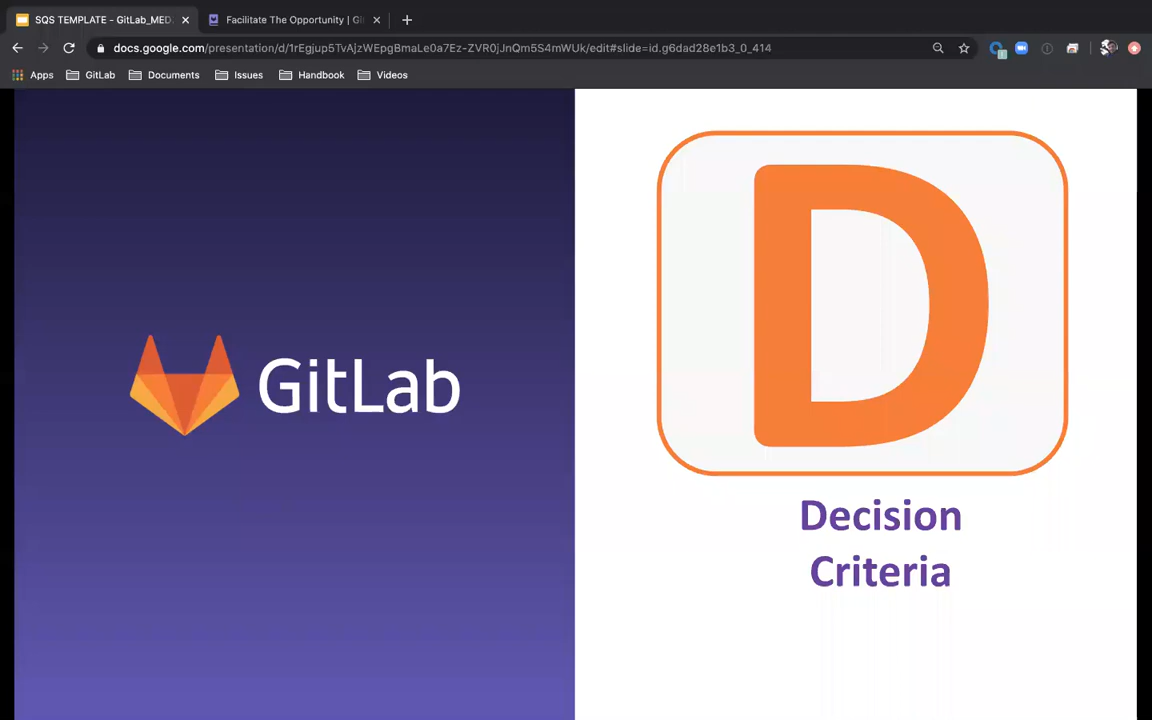 SQS TEMPLATE - GitLab_MED
Facilitate The Opportunity | Gi
docs.google.com/presentation/d/1rEgjup5TvAjzWEpgBmaLe0a7Ez-ZVR0jJnQm5S4mWUk/edit#slide=id.g6dad28e1b3_0_414
Apps
GitLab
Documents
Issues
Handbook
Videos
GitLab
D
Decision
Criteria